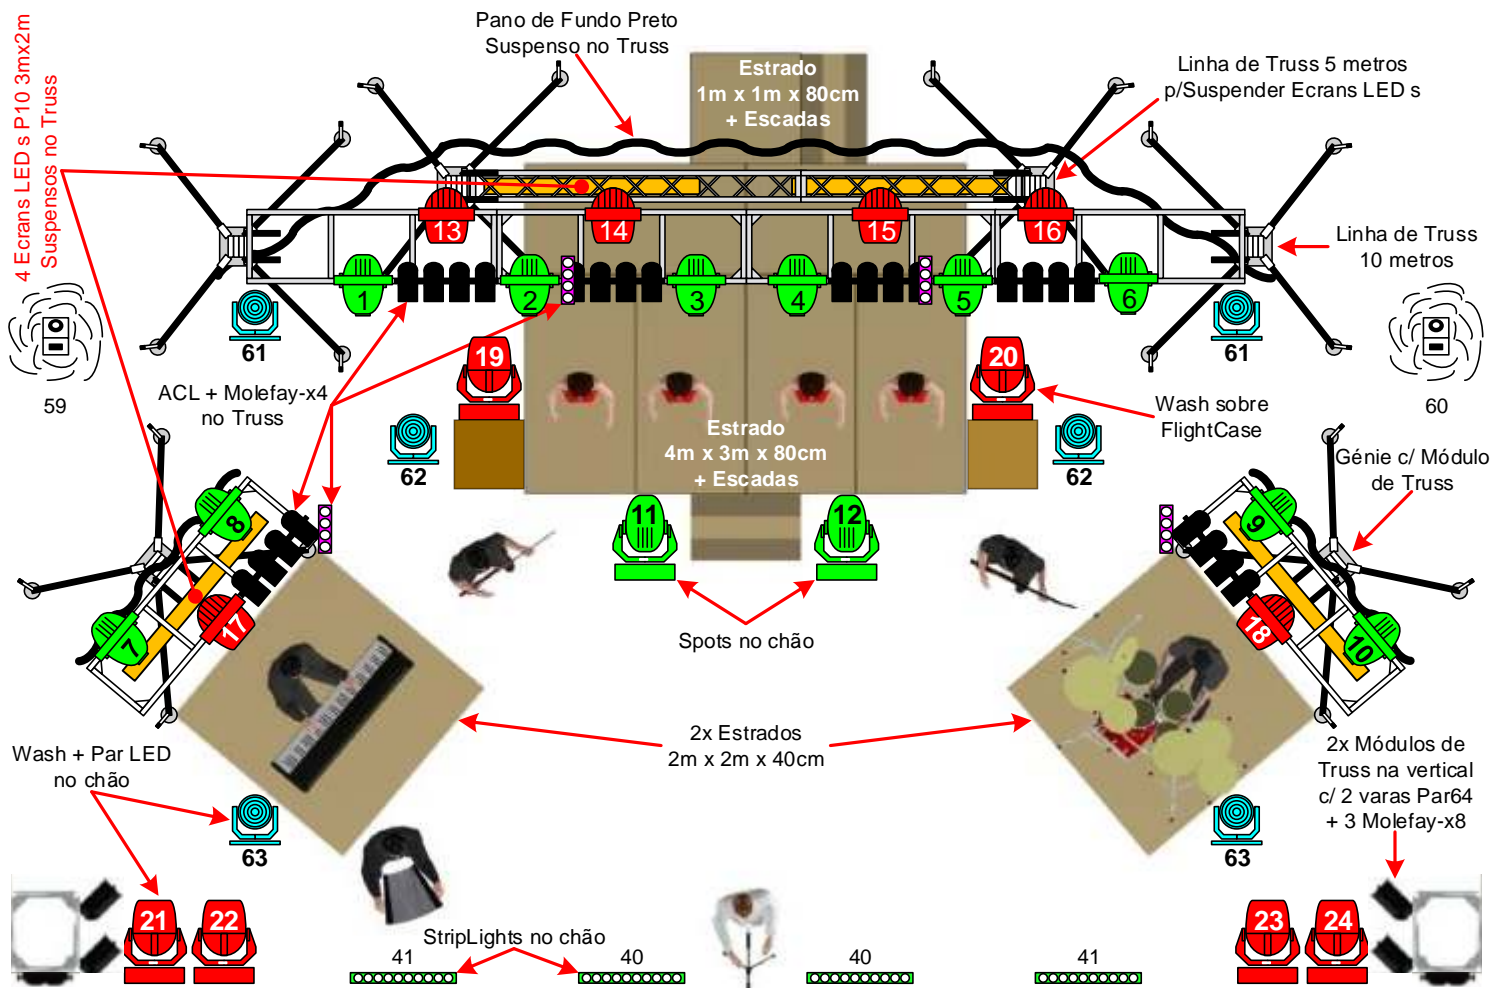 Pano de Fundo Preto
Suspenso no Truss
Estrado
1m x 1m x 80cm
+ Escadas
Linha de Truss 5 metros
p/Suspender Ecrans LED s
4 Ecrans LED s P10 3mx2m
Suspensos no Truss
13
14
15
16
Linha de Truss
10 metros
1
2
3
4
5
6
61
61
59
60
19
20
ACL + Molefay-x4
no Truss
Wash sobre
FlightCase
62
62
Estrado
4m x 3m x 80cm
+ Escadas
Génie c/ Módulo
de Truss
8
7
17
11
12
9
10
18
Spots no chão
2x Estrados
2m x 2m x 40cm
Wash + Par LED
no chão
2x Módulos de
Truss na vertical
c/ 2 varas Par64
+ 3 Molefay-x8
63
63
21
22
23
24
StripLights no chão
41
40
40
41